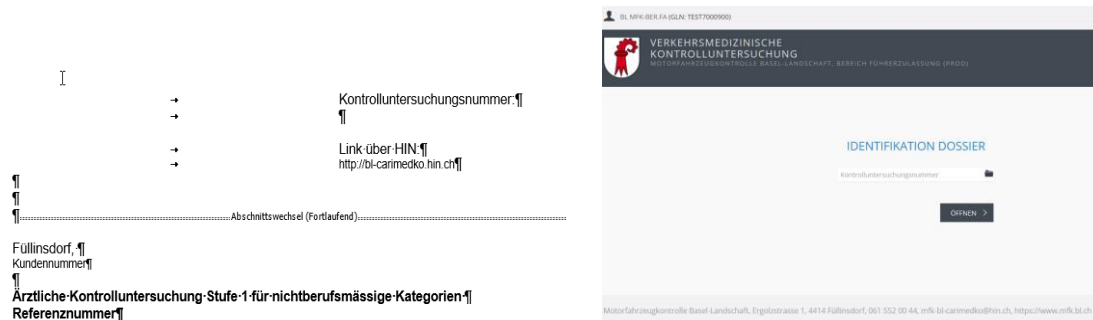 Kontrolluntersuchungsnummer:¶
¶
Link·über·HIN:¶
http://bl-carimedko.hin.ch¶
¶
¶
¶
Abschnittswechsel (Fortlaufend)
Füllinsdorf,·¶
Kundennummer¶
¶
Ärztliche·Kontrolluntersuchung·Stufe·1·für·nichtberufsmässige·Kategorien·¶
Referenznummer¶
BL MFK-BER.FA (GLN: TEST7000900)
VERKEHRSMEDIZINISCHE
KONTROLLUNTERSUCHUNG
MOTORFAHRZEUGKONTROLLE BASEL-LANDSCHAFT, BEREICH FÜHRERZULASSUNG (PROD)
IDENTIFIKATION DOSSIER
Kontrolluntersuchungsnummer
ÖFFNEN >
Motorfahrzeugkontrolle Basel-Landschaft, Ergolzstrasse 1, 4414 Füllinsdorf, 061 552 00 44, mfk-bl-carimedko@hin.ch, https://www.mfk.bl.ch